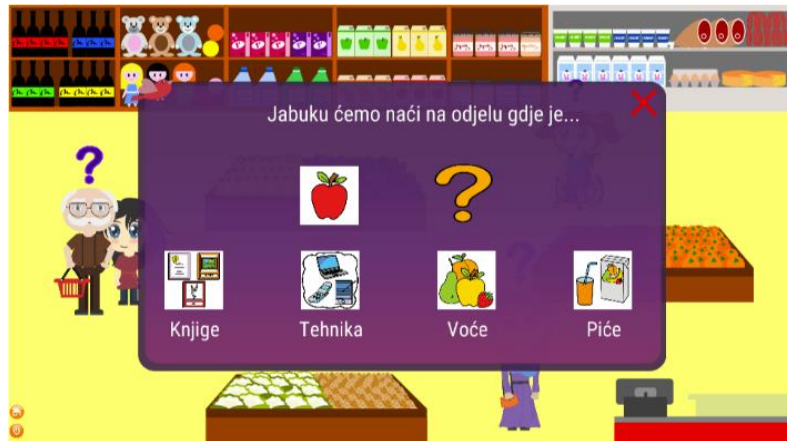 Jabuku ćemo naći na odjelu gdje je...
Knjige
Tehnika
Voće
Piće